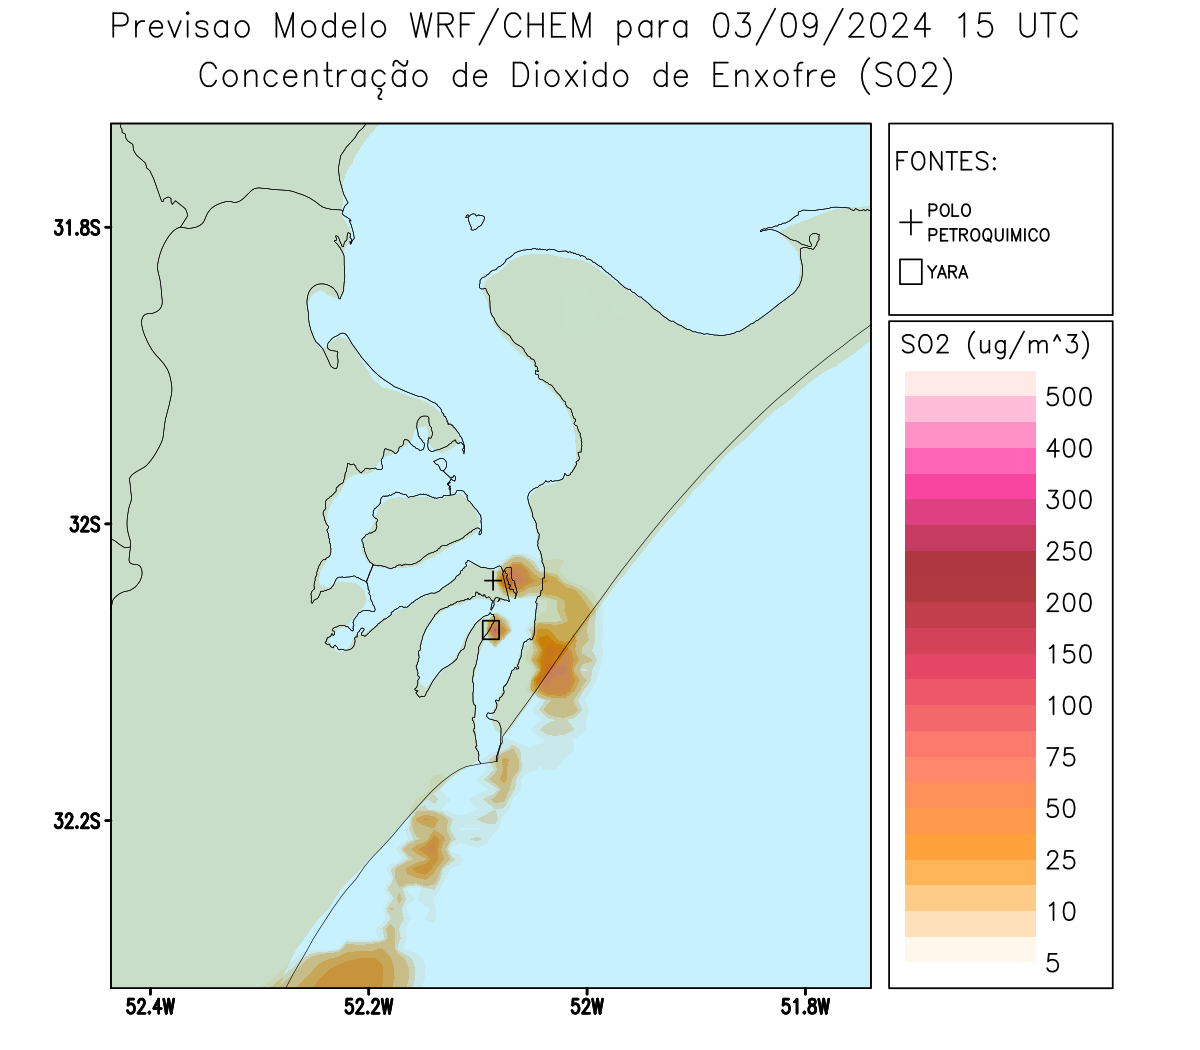 Previsao Modelo WRF/CHEM para 03/09/2024 15 UTC
Concentração de Dioxido de Enxofre (SO2)
FONTES:
POLO
PETROQUIMICO
YARA
SO2 (ug/m^3)
500
400
300
250
200
150
100
75
50
25
10
5
31.8S
32S
32.2S
52.4W
52.2W
52W
51.8W